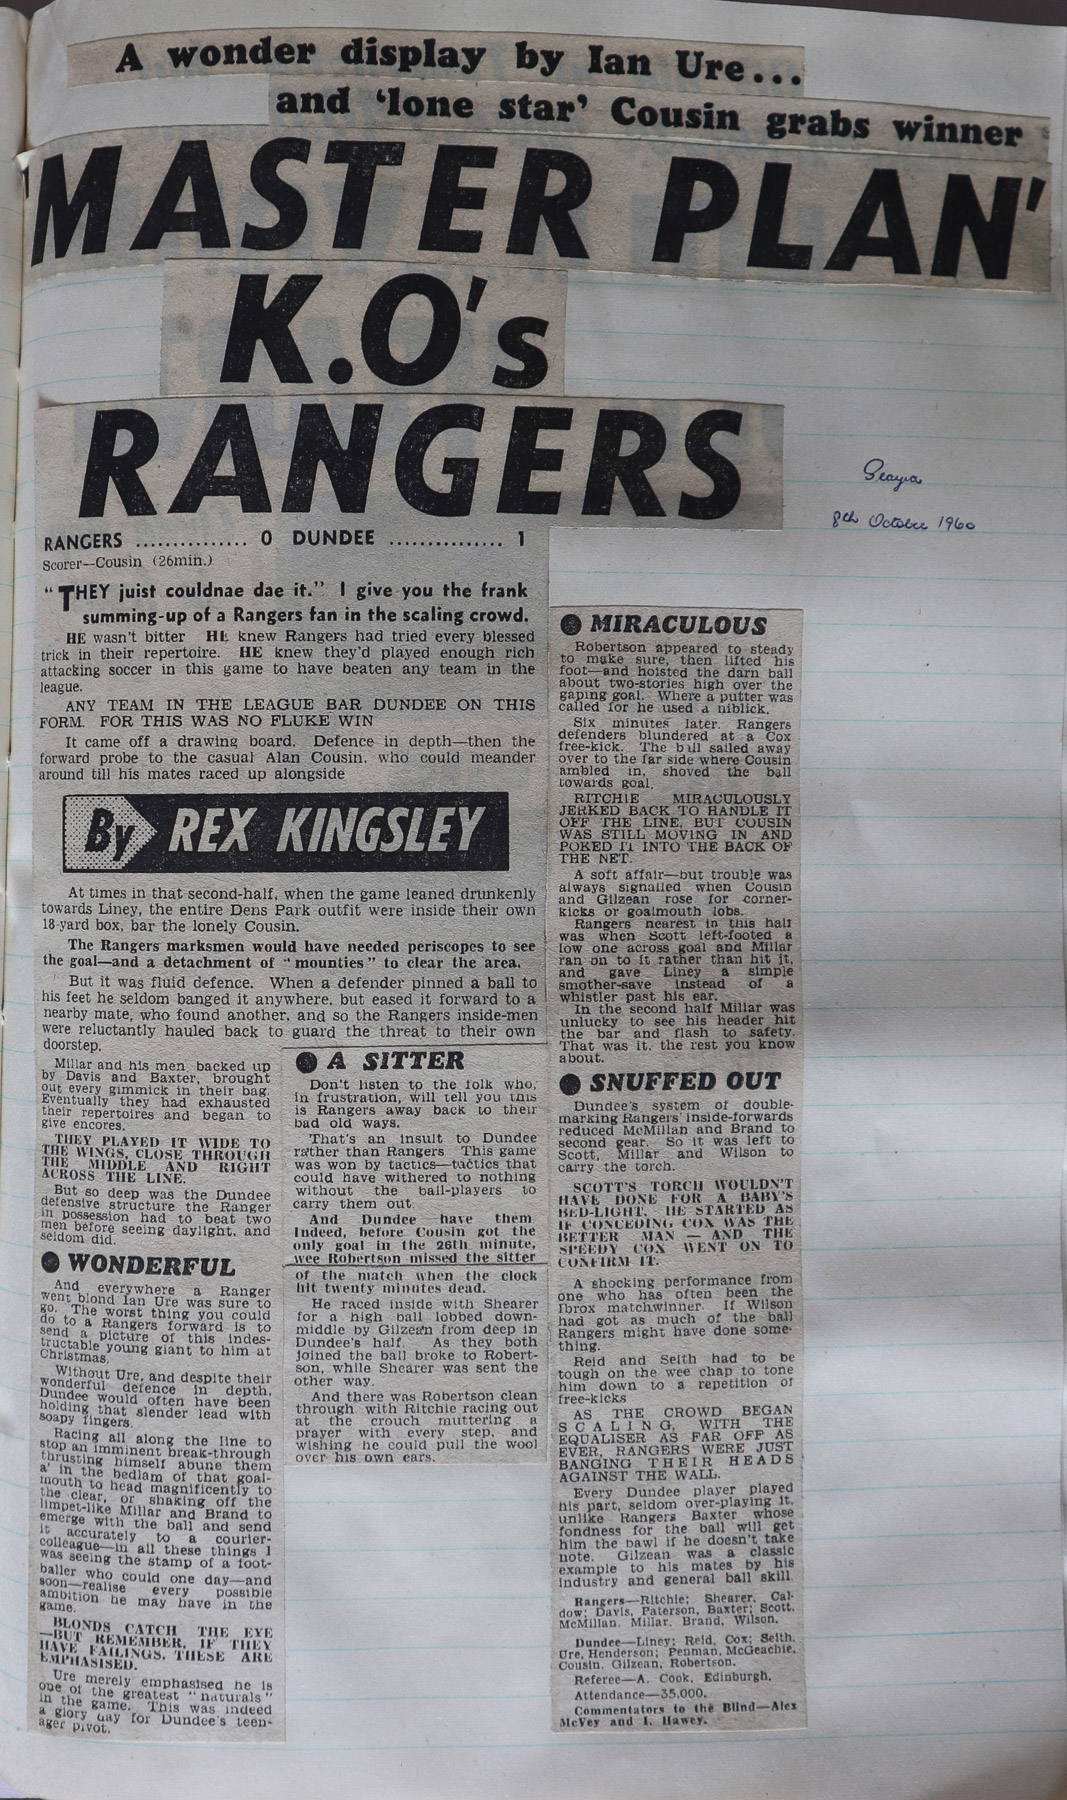 A wonder display by Ian Ure...
and 'lone star' Cousin grabs winner
'MASTER PLAN'
K.O's
RANGERS
8th October 1960
RANGERS ............... 0 DUNDEE ............... 1
Scorer—Cousin (26min.)
"THEY juist couldnae dae it." I give you the frank
summing-up of a Rangers fan in the scaling crowd.
HE wasn't bitter HE knew Rangers had tried every blessed
trick in their repertoire. HE knew they'd played enough rich
attacking soccer in this game to have beaten any team in the
league.
ANY TEAM IN THE LEAGUE BAR DUNDEE ON THIS
FORM. FOR THIS WAS NO FLUKE WIN
It came off a drawing board. Defence in depth—then the
forward probe to the casual Alan Cousin, who could meander
around till his mates raced up alongside
By REX KINGSLEY
At times in that second-half, when the game leaned drunkenly
towards Liney, the entire Dens Park outfit were inside their own
18-yard box, bar the lonely Cousin.
The Rangers marksmen would have needed periscopes to see
the goal—and a detachment of "mounties" to clear the area.
But it was fluid defence. When a defender pinned a ball to
his feet he seldom banged it anywhere, but eased it forward to a
nearby mate, who found another, and so the Rangers inside-men
were reluctantly hauled back to guard the threat to their own
doorstep.
Millar and his men, backed up
by Davis and Baxter, brought
out every gimmick in their bag.
Eventually they had exhausted
their repertoires and began to
give encores.
THEY PLAYED IT WIDE TO
THE WINGS, CLOSE THROUGH
THE MIDDLE AND RIGHT
ACROSS THE LINE.
But so deep was the Dundee
defensive structure the Ranger
in possession had to beat two
men before seeing daylight, and
seldom did.
● WONDERFUL
And everywhere a Ranger
went blond Ian Ure was sure to
go. The worst thing you could
do to a Rangers forward is to
send a picture of this indes-
tructable young giant to him at
Christmas.
Without Ure, and despite their
wonderful defence in depth,
Dundee would often have been
holding that slender lead with
soapy fingers.
Racing all along the line to
stop an imminent break-through
thrusting himself abune them
a' in the bedlam of that goal-
mouth to head magnificently to
the clear, or shaking off the
limpet-like Millar and Brand to
emerge with the ball and send
it accurately to a courier-
colleague—in all these things I
was seeing the stamp of a foot-
baller who could one day—and
soon—realise every possible
ambition he may have in the
game.
BLONDS CATCH THE EYE
—BUT REMEMBER, IF THEY
HAVE FAILINGS, THESE ARE
EMPHASISED.
Ure merely emphasised he is
one of the greatest "naturals"
in the game. This was indeed
a glory day for Dundee's teen-
ager pivot.
● A SITTER
Don't listen to the folk who,
in frustration, will tell you this
is Rangers away back to their
bad old ways.
That's an insult to Dundee
rather than Rangers This game
was won by tactics—tactics that
could have withered to nothing
without the ball-players to
carry them out
And Dundee have them
Indeed, before Cousin got the
only goal in the 26th minute,
wee Robertson missed the sitter
of the match when the clock
hit twenty minutes dead.
He raced inside with Shearer
for a high ball lobbed down-
middle by Gilzean from deep in
Dundee's half. As they both
joined the ball broke to Robert-
son, while Shearer was sent the
other way.
And there was Robertson clean
through with Ritchie racing out
at the crouch muttering a
prayer with every step, and
wishing he could pull the wool
over his own ears.
● MIRACULOUS
Robertson appeared to steady
to make sure, then lifted his
foot—and hoisted the darn ball
about two-stories high over the
gaping goal. Where a putter was
called for he used a niblick.
Six minutes later. Rangers
defenders blundered at a Cox
free-kick. The ball sailed away
over to the far side where Cousin
ambled in, shoved the ball
towards goal.
RITCHIE MIRACULOUSLY
JERKED BACK TO HANDLE IT
OFF THE LINE, BUT COUSIN
WAS STILL MOVING IN AND
POKED IT INTO THE BACK OF
THE NET.
A soft affair—but trouble was
always signalled when Cousin
and Gilzean rose for corner-
kicks or goalmouth lobs.
Rangers nearest in this half
was when Scott left-footed a
low one across goal and Millar
ran on to it rather than hit it,
and gave Liney a simple
smother-save instead of a
whistler past his ear.
In the second half Millar was
unlucky to see his header hit
the bar and flash to safety.
That was it, the rest you know
about.
● SNUFFED OUT
Dundee's system of double-
marking Rangers' inside-forwards
reduced McMillan and Brand to
second gear. So it was left to
Scott, Millar and Wilson to
carry the torch.
SCOTT'S TORCH WOULDN'T
HAVE DONE FOR A BABY'S
BED-LIGHT. HE STARTED AS
IF CONCEDING COX WAS THE
BETTER MAN — AND THE
SPEEDY COX WENT ON TO
CONFIRM IT.
A shocking performance from
one who has often been the
Ibrox matchwinner. If Wilson
had got as much of the ball
Rangers might have done some-
thing.
Reid and Seith had to be
tough on the wee chap to tone
him down to a repetition of
free-kicks
AS THE CROWD BEGAN
SCALING, WITH THE
EQUALISER AS FAR OFF AS
EVER, RANGERS WERE JUST
BANGING THEIR HEADS
AGAINST THE WALL.
Every Dundee player played
his part, seldom over-playing it,
unlike Rangers Baxter whose
fondness for the ball will get
him the bawl if he doesn't take
note. Gilzean was a classic
example to his mates by his
industry and general ball skill.
Rangers—Ritchie; Shearer, Cal-
dow; Davis, Paterson, Baxter; Scott,
McMillan, Millar, Brand, Wilson.
Dundee—Liney; Reid, Cox; Seith,
Ure, Henderson; Penman, McGeachie,
Cousin, Gilzean, Robertson.
Referee—A. Cook, Edinburgh.
Attendance—35,000.
Commentators to the Blind—Alex
McVey and I. Hawey.